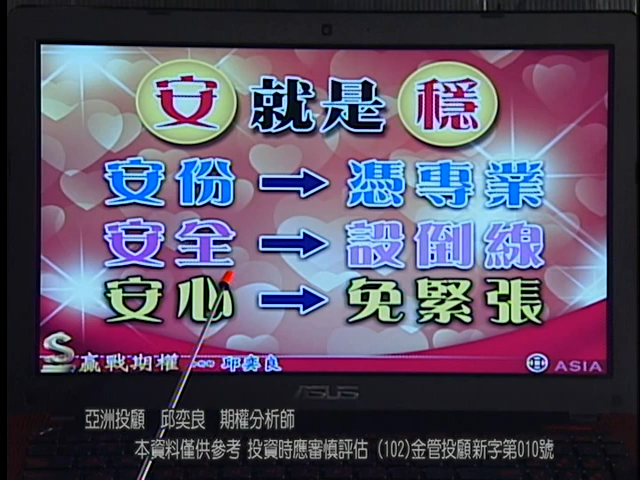 安就是穩
安份→憑專業
安全→設倒線
安心→免緊張
贏戰期權 邱奕良
ASIA
ASUS
亞洲投顧 邱奕良 期權分析師
本資料僅供參考 投資時應審慎評估 (102)金管投顧新字第010號